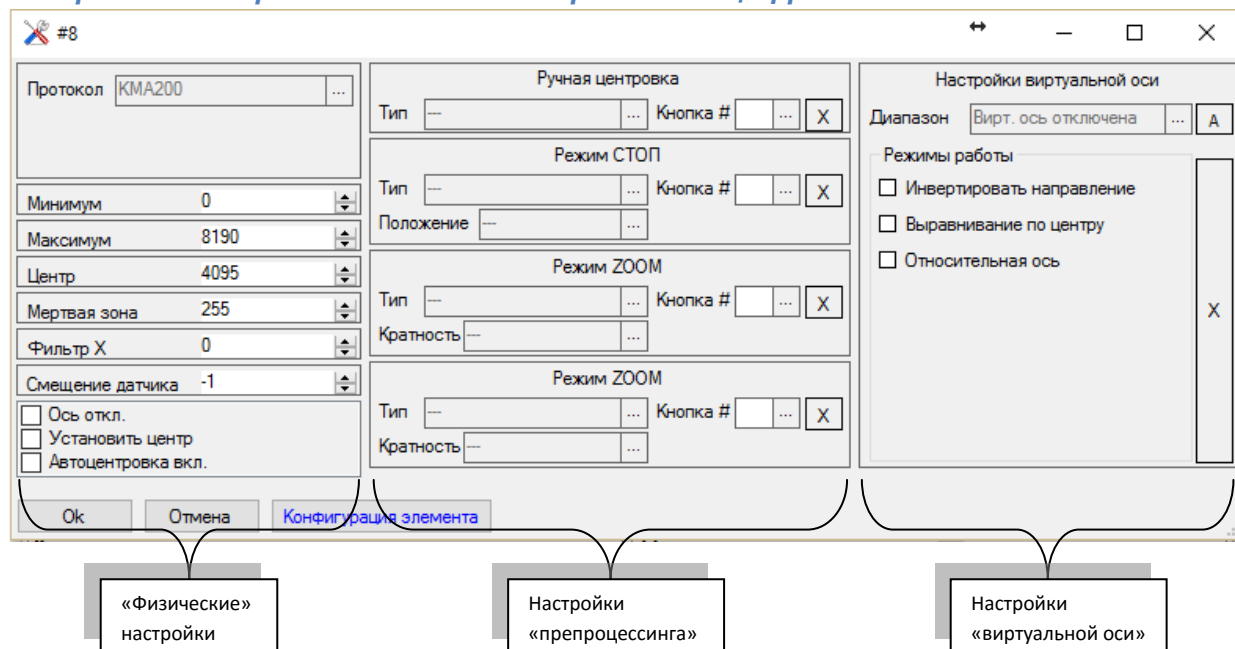 #8
Протокол KMA200 ...
Минимум 0
Максимум 8190
Центр 4095
Мертвая зона 255
Фильтр X 0
Смещение датчика -1
Ось откл.
Установить центр
Автоцентровка вкл.
Ручная центровка
Тип --- ... Кнопка # ... X
Режим СТОП
Тип --- ... Кнопка # ... X
Положение --- ...
Режим ZOOM
Тип --- ... Кнопка # ... X
Кратность --- ...
Режим ZOOM
Тип --- ... Кнопка # ... X
Кратность --- ...
Настройки виртуальной оси
Диапазон Вирт. ось отключена ... A
Режимы работы
Инвертировать направление
Выравнивание по центру
Относительная ось
X
Ok Отмена Конфигурация элемента
«Физические»
настройки
Настройки
«препроцессинга»
Настройки
«виртуальной оси»